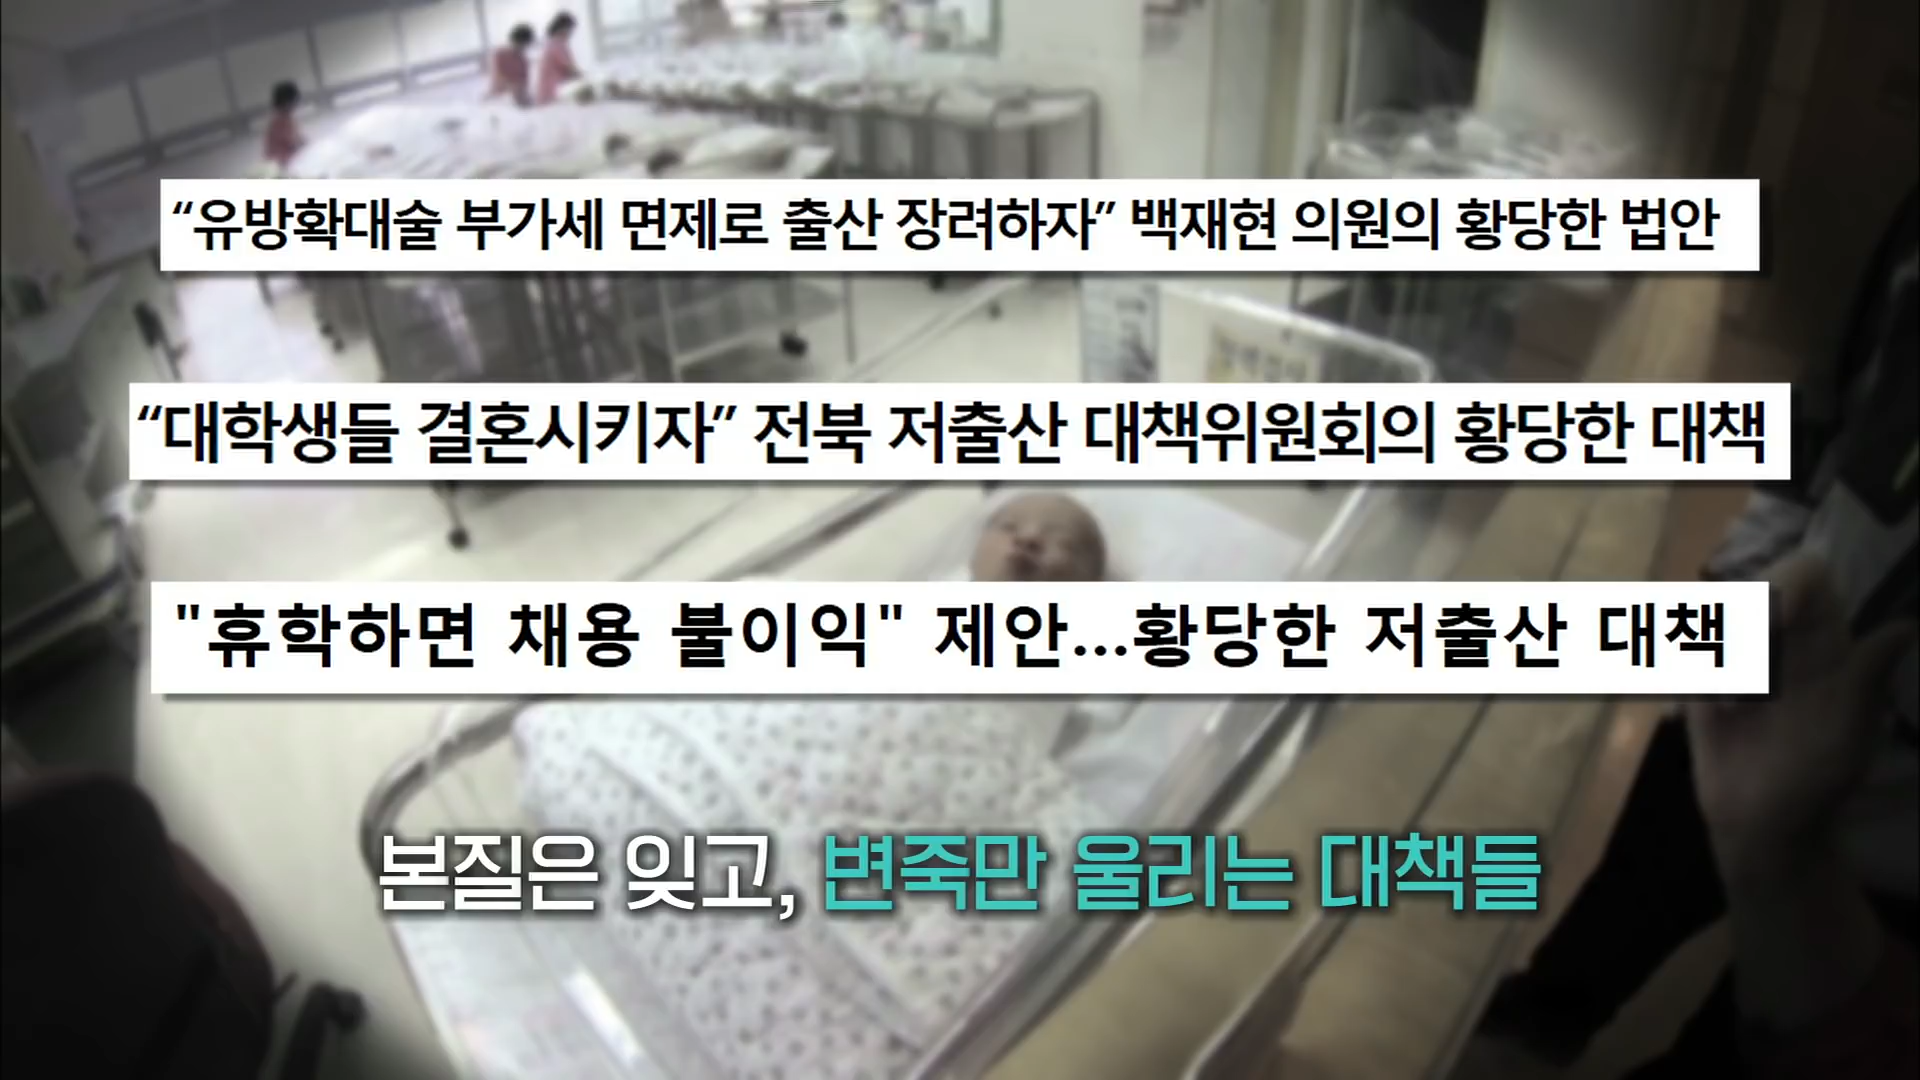 “유방확대술 부가세 면제로 출산 장려하자” 백재현 의원의 황당한 법안
“대학생들 결혼시키자” 전북 저출산 대책위원회의 황당한 대책
"휴학하면 채용 불이익" 제안...황당한 저출산 대책
본질은 잊고, 변죽만 울리는 대책들